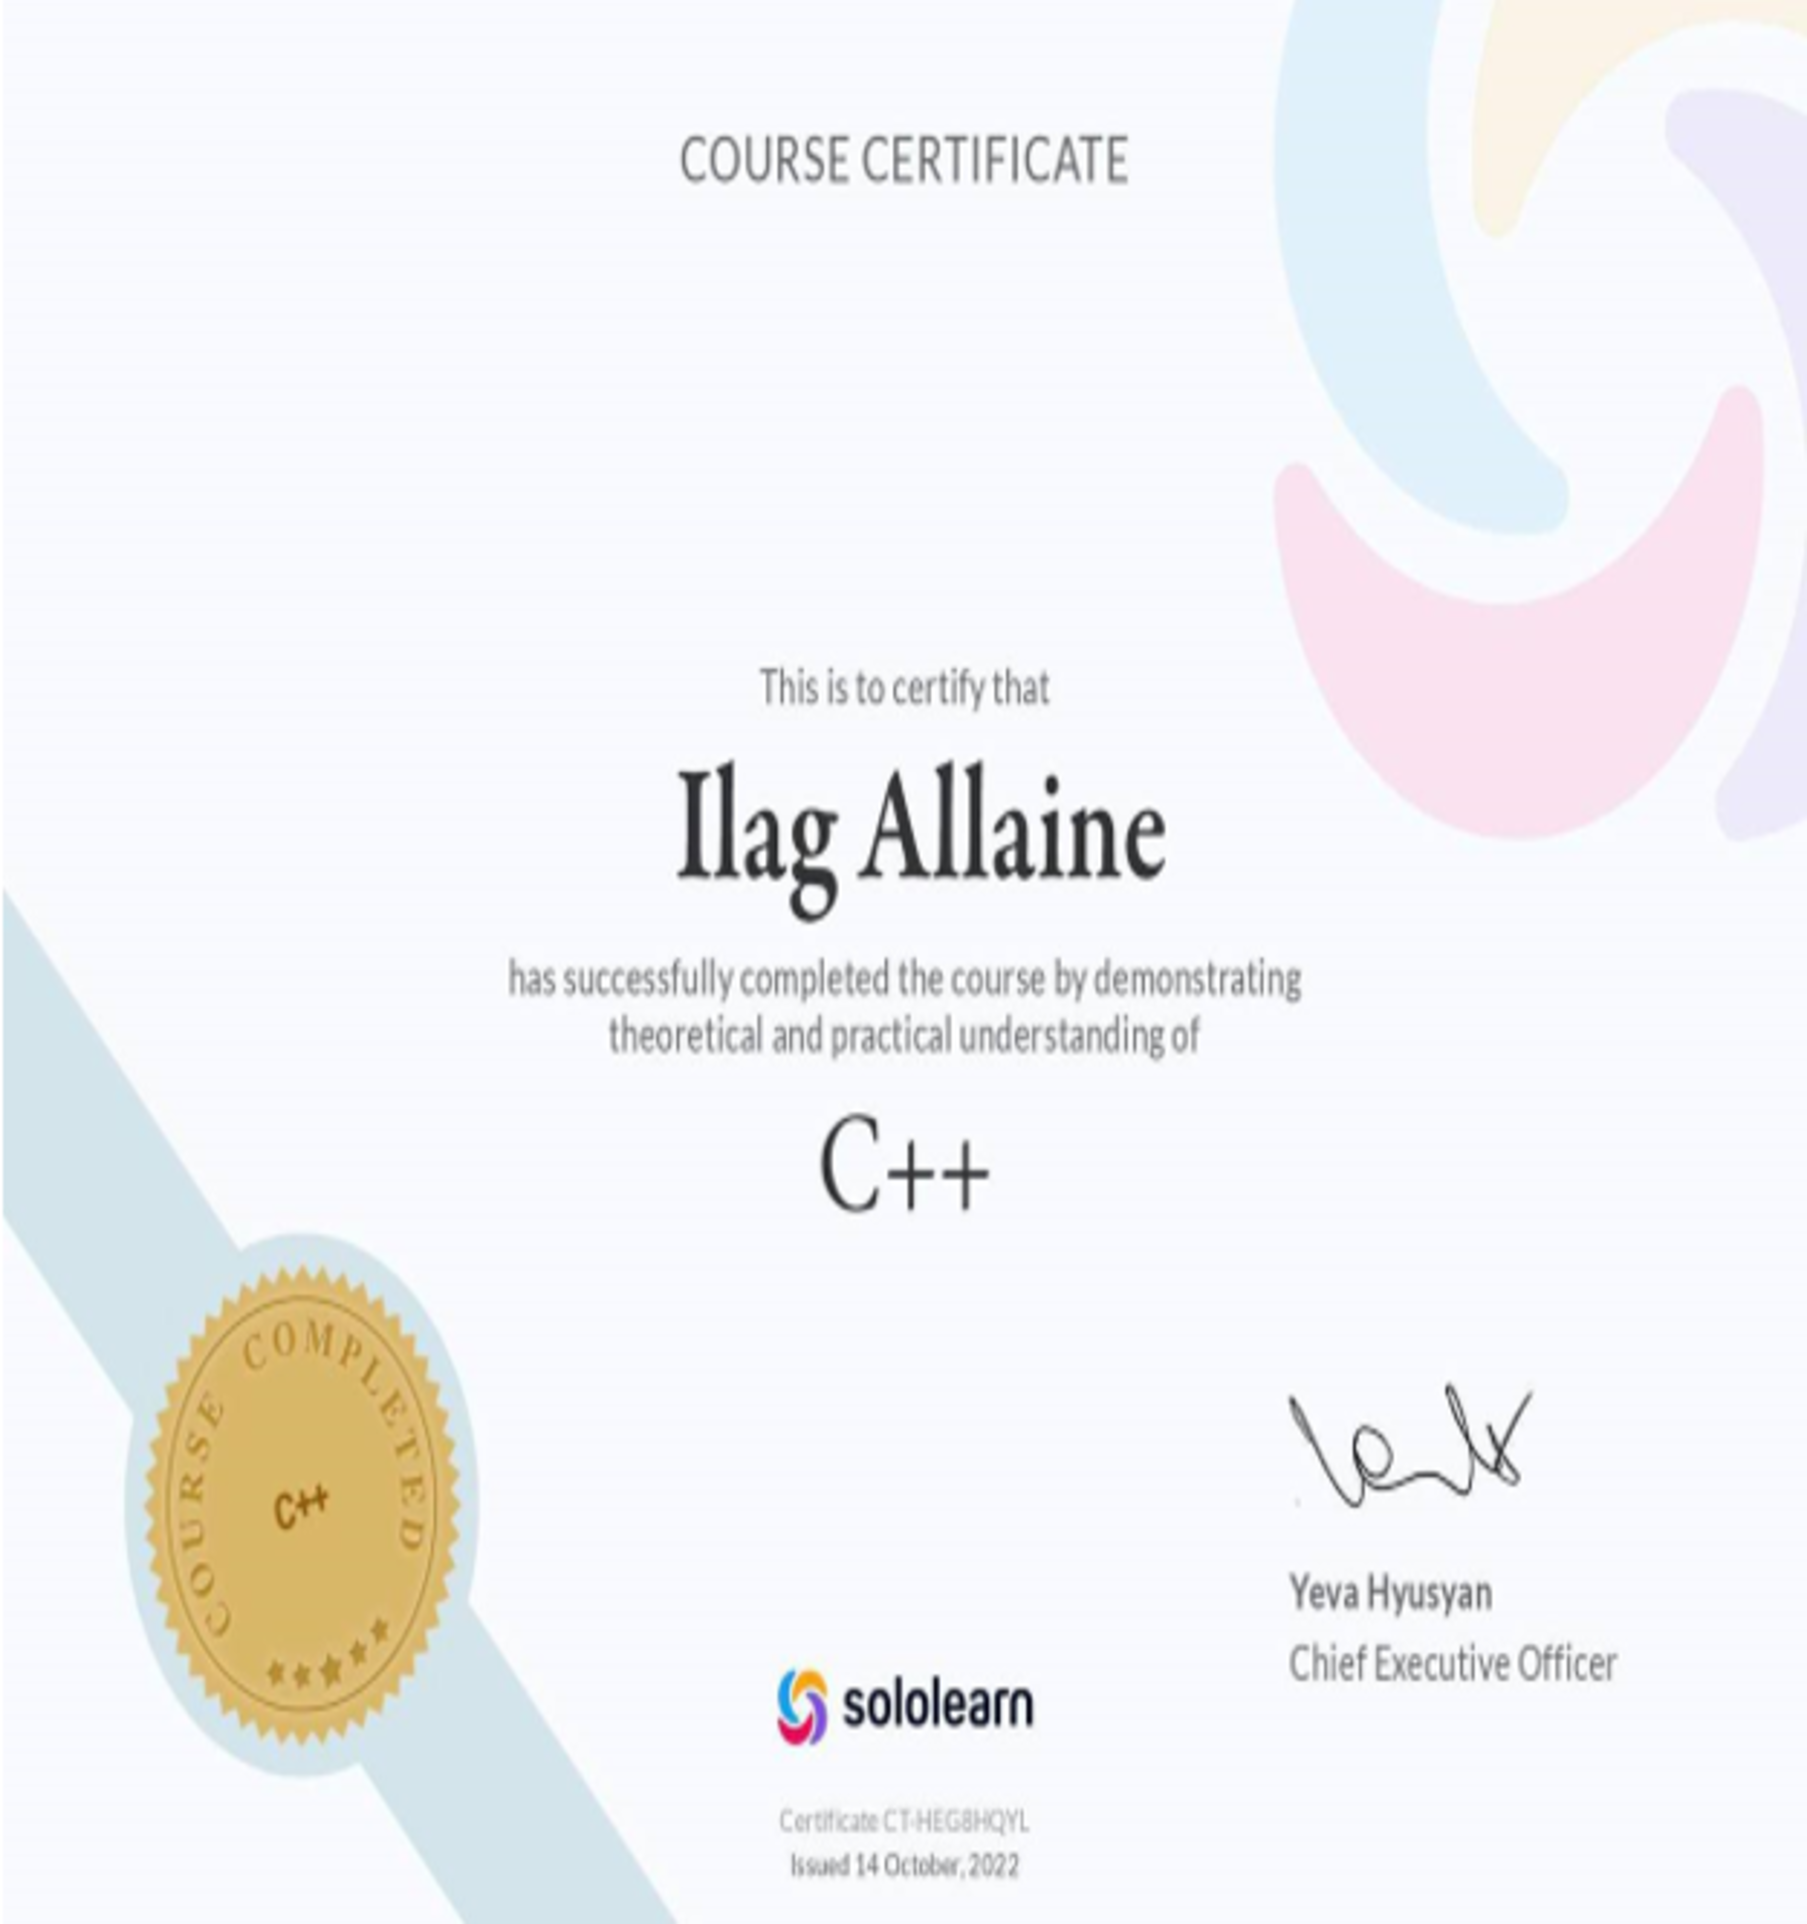 COURSE CERTIFICATE
This is to certify that
Ilag Allaine
has successfully completed the course by demonstrating
theoretical and practical understanding of
C++
COURSE COMPLETED
C++
Yeva Hyusyan
Chief Executive Officer
sololearn
Certificate CT-HEG8HQYL
Issued 14 October, 2022